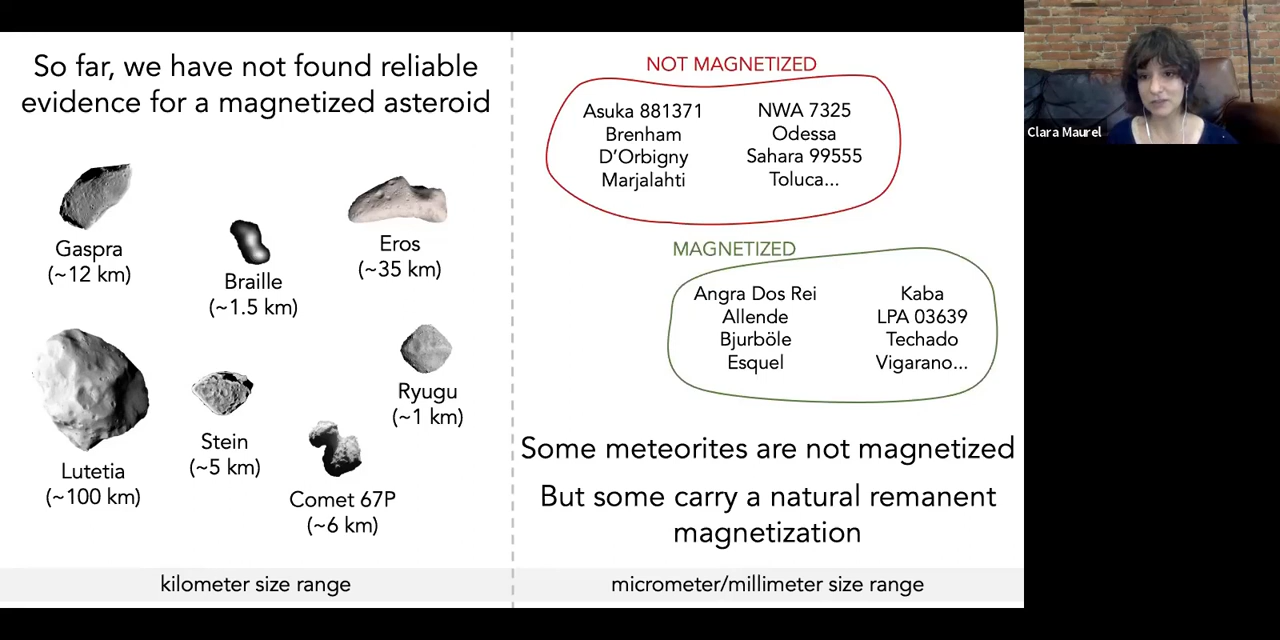 So far, we have not found reliable
evidence for a magnetized asteroid
Gaspra
(~12 km)
Braille
(~1.5 km)
Eros
(~35 km)
Lutetia
(~100 km)
Stein
(~5 km)
Comet 67P
(~6 km)
Ryugu
(~1 km)
kilometer size range
NOT MAGNETIZED
Asuka 881371
Brenham
D’Orbigny
Marjalahti
NWA 7325
Odessa
Sahara 99555
Toluca...
MAGNETIZED
Angra Dos Rei
Allende
Bjurböle
Esquel
Kaba
LPA 03639
Techado
Vigarano...
Some meteorites are not magnetized
But some carry a natural remanent
magnetization
micrometer/millimeter size range
Clara Maurel